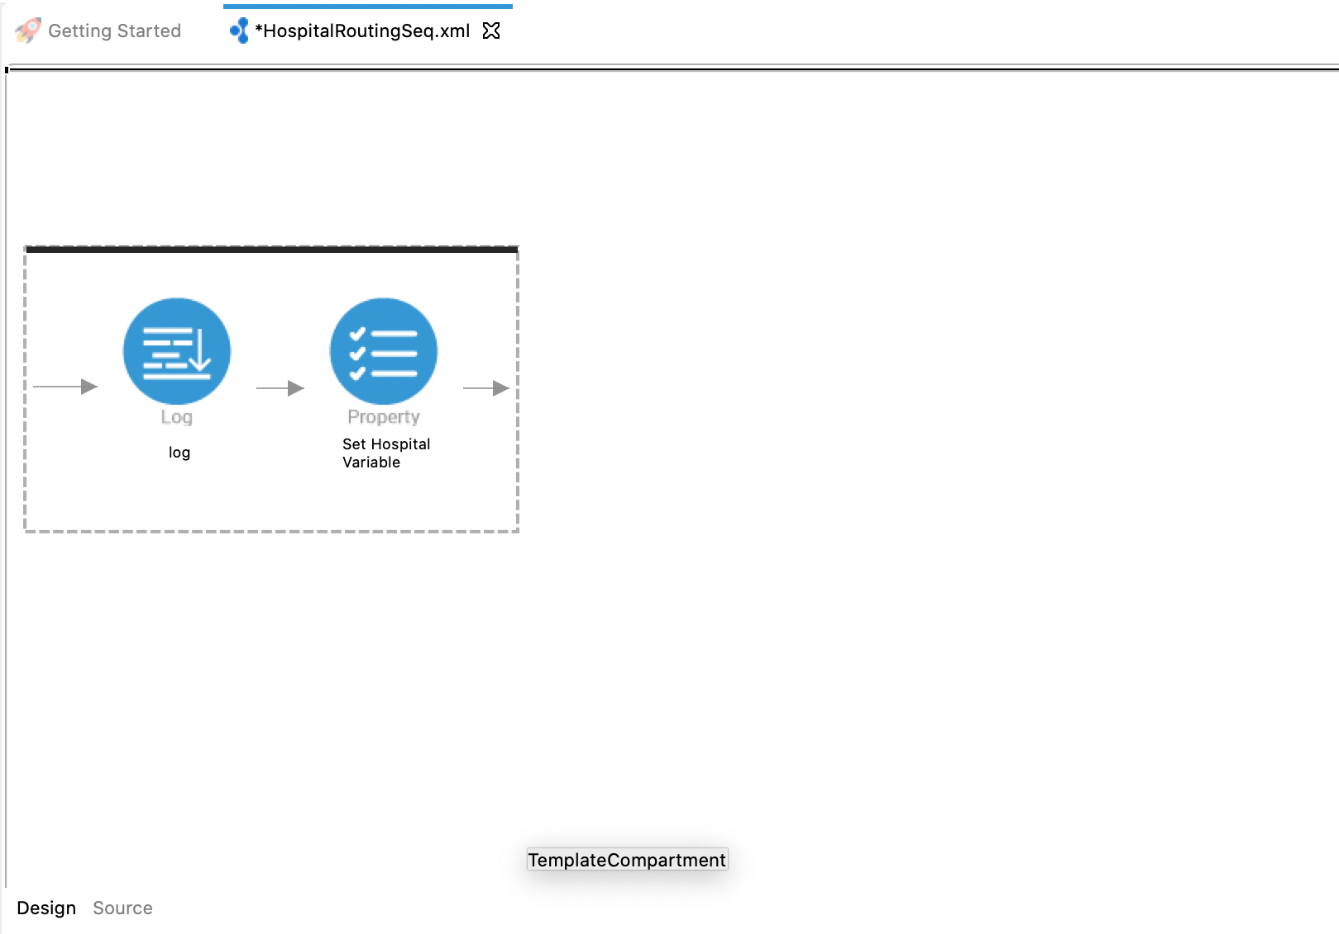 Getting Started
*HospitalRoutingSeq.xml
Log
log
Property
Set Hospital
Variable
TemplateCompartment
Design
Source